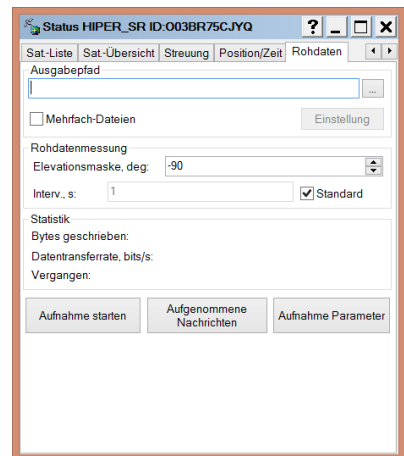 Status HIPER_SR ID:O03BR75CJYQ
Sat.-Liste Sat.-Übersicht Streuung Position/Zeit Rohdaten
Ausgabepfad
...
Mehrfach-Dateien Einstellung
Rohdatenmessung
Elevationsmaske, deg: -90
Interv., s: 1 Standard
Statistik
Bytes geschrieben:
Datentransferrate, bits/s:
Vergangen:
Aufnahme starten Aufgenommene Nachrichten Aufnahme Parameter